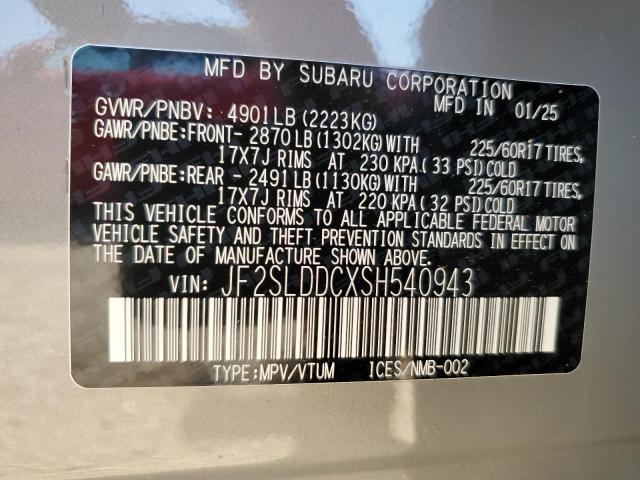 MFD BY SUBARU CORPORATION
GVWR/PNBV: 4901LB (2223KG) MFD IN 01/25
GAWR/PNBE:FRONT- 2870LB (1302KG)WITH 225/60R17 TIRES,
17X7J RIMS AT 230 KPA( 33 PSI)COLD
GAWR/PNBE:REAR - 2491LB (1130KG)WITH 225/60R17 TIRES,
17X7J RIMS AT 220 KPA( 32 PSI)COLD
THIS VEHICLE CONFORMS TO ALL APPLICABLE FEDERAL MOTOR
VEHICLE SAFETY AND THEFT PREVENTION STANDARDS IN EFFECT ON
THE DATE OF MANUFACTURE SHOWN ABOVE.
VIN: JF2SLDDCXSH540943
TYPE:MPV/VTUM ICES/NMB-002